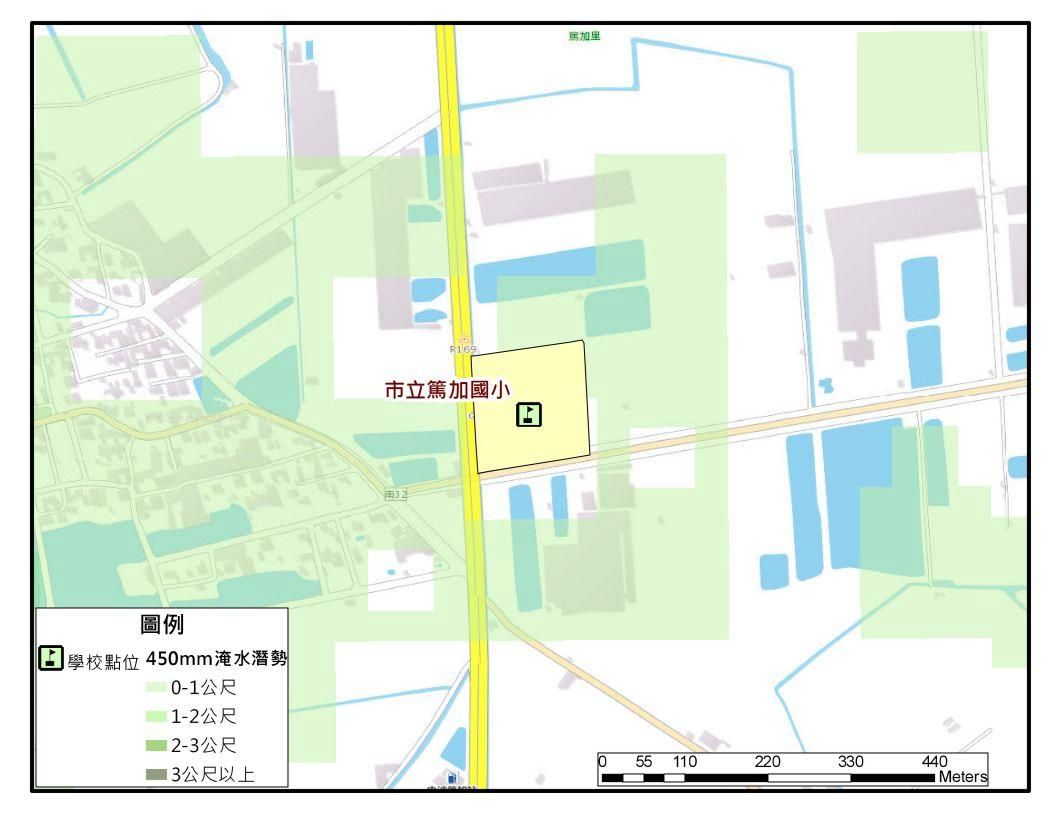 篤加里
R169
市立篤加國小
南32
圖例
學校點位
450mm淹水潛勢
0-1公尺
1-2公尺
2-3公尺
3公尺以上
0 55 110 220 330 440
Meters